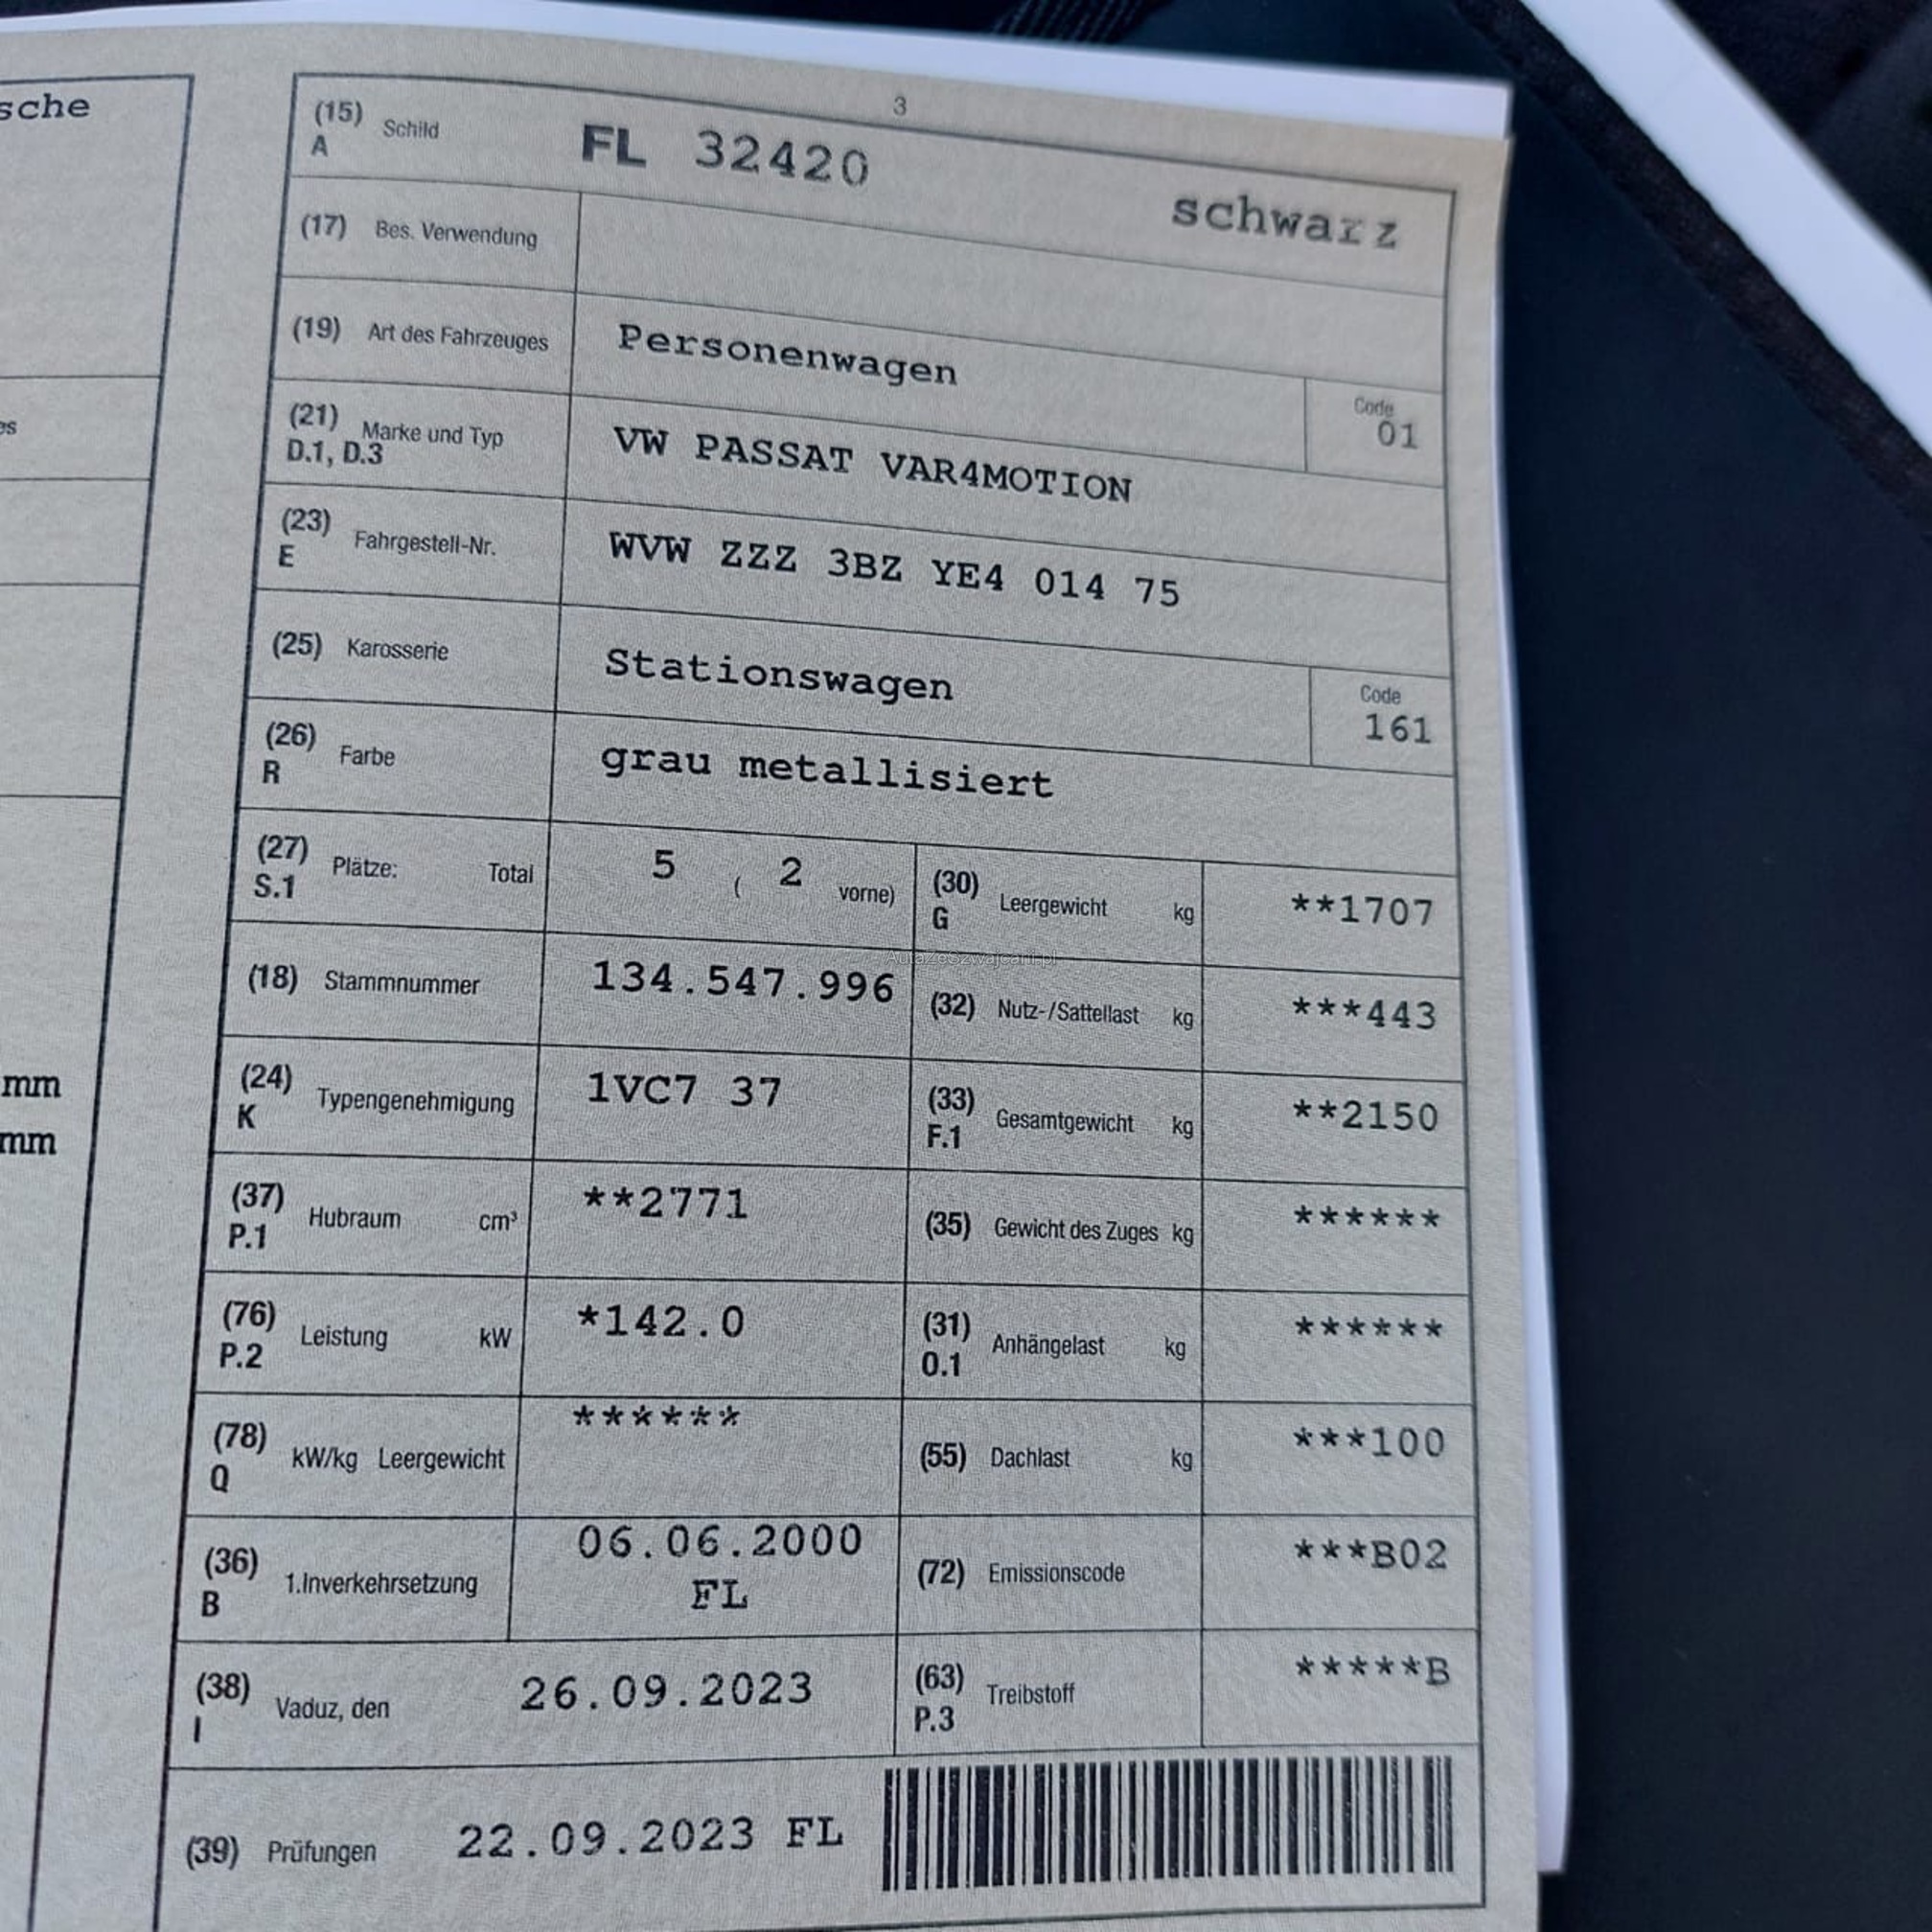 sche
es
mm
mm
3
(15) Schild FL 32420 schwarz
A
(17) Bes. Verwendung
(19) Art des Fahrzeuges Personenwagen Code 01
(21) Marke und Typ VW PASSAT VAR4MOTION
D.1, D.3
(23) Fahrgestell-Nr. WVW ZZZ 3BZ YE4 014 75
E
(25) Karosserie Stationswagen Code 161
(26) Farbe grau metallisiert
R
(27) Plätze: Total 5 ( 2 vorne)
S.1
(30) Leergewicht kg **1707
G
(18) Stammnummer 134.547.996
(32) Nutz-/Sattellast kg ***443
(24) Typengenehmigung 1VC7 37
K
(33) Gesamtgewicht kg **2150
F.1
(37) Hubraum cm³ **2771
P.1
(35) Gewicht des Zuges kg ******
(76) Leistung kW *142.0
P.2
(31) Anhängelast kg ******
O.1
(78) kW/kg Leergewicht ******
Q
(55) Dachlast kg ***100
(36) 1.Inverkehrsetzung 06.06.2000
B FL
(72) Emissionscode ***B02
(38) Vaduz, den 26.09.2023
I
(63) Treibstoff *****B
P.3
(39) Prüfungen 22.09.2023 FL
AutazeSzwajcarii.pl